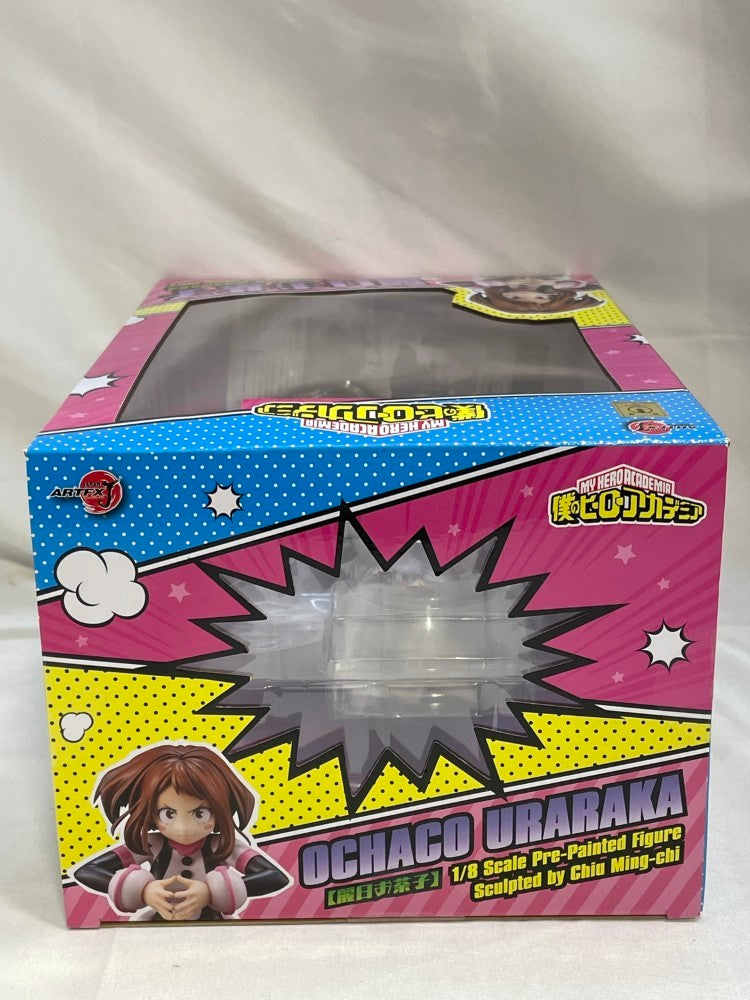 MY HERO ACADEMIA
僕のヒーローアカデミア
ARTFX J
MY HERO ACADEMIA
僕のヒーローアカデミア
OCHACO URARAKA
【麗日お茶子】
1/8 Scale Pre-Painted Figure
Sculpted by Chiu Ming-chi